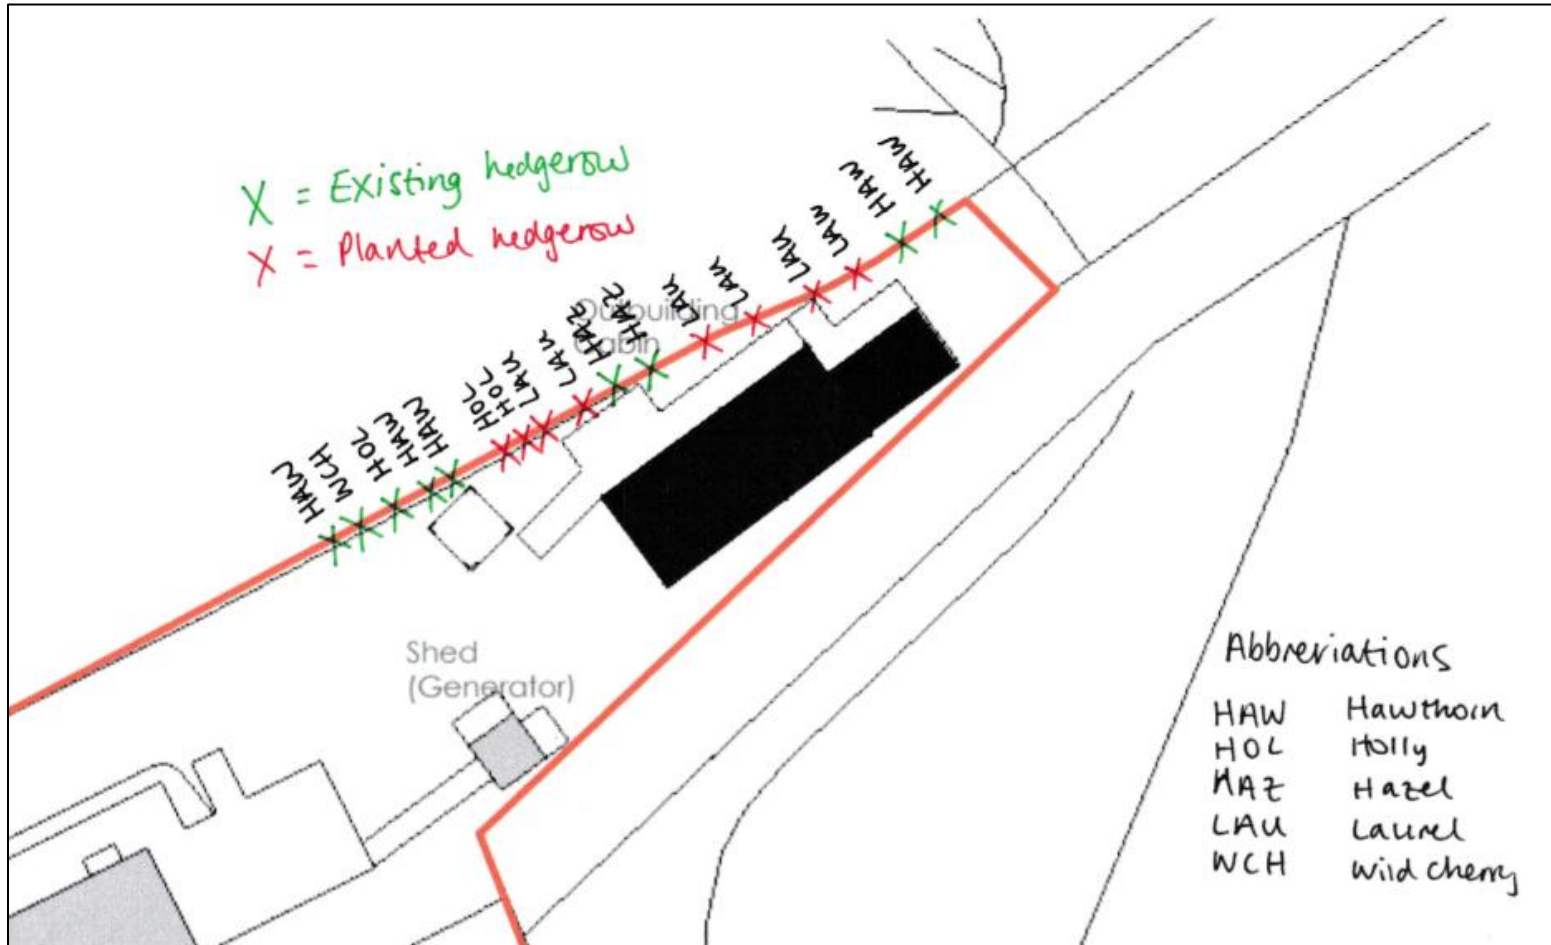 X = Existing hedgerow
X = Planted hedgerow
HAW
WCH
HOL
HAW
HAW
HOL
HOL
LAU
LAU
HAZ
HAZ
LAU
LAU
LAU
LAU
HAW
HAW
Outbuilding
Cabin
Shed
(Generator)
Abbreviations
HAW Hawthorn
HOL Holly
HAZ Hazel
LAU Laurel
WCH Wild cherry